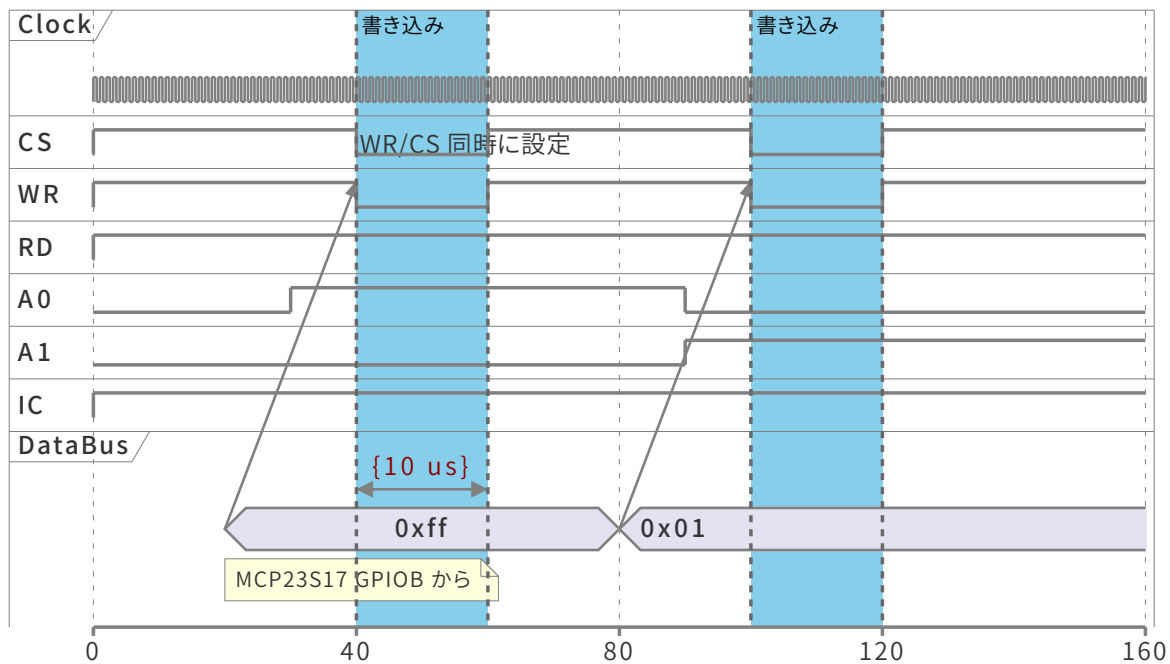 Clock
書き込み
書き込み
CS
WR/CS 同時に設定
WR
RD
A0
A1
IC
DataBus
{10 us}
0xff
0x01
MCP23S17 GPIOB から
0 40 80 120 160